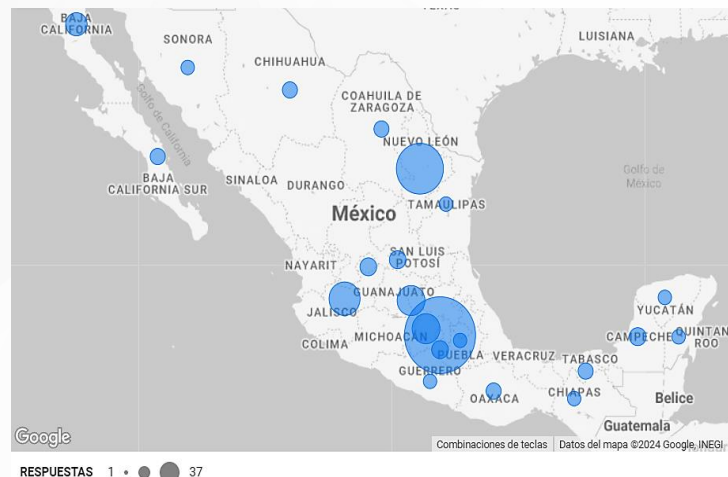 BAJA
CALIFORNIA
SONORA
LUISIANA
CHIHUAHUA
COAHUILA DE
ZARAGOZA
NUEVO LEÓN
Golfo de California
Golfo de
México
BAJA
CALIFORNIA SUR
SINALOA
DURANGO
TAMAULIPAS
México
SAN LUIS
POTOSÍ
NAYARIT
GUANAJUATO
JALISCO
YUCATÁN
COLIMA
MICHOACÁN
CAMPECHE
QUINTAN
ROO
PUEBLA
VERACRUZ
TABASCO
GUERRERO
OAXACA
CHIAPAS
Belice
Guatemala
Google
Combinaciones de teclas
Datos del mapa ©2024 Google, INEGI
RESPUESTAS 1 37